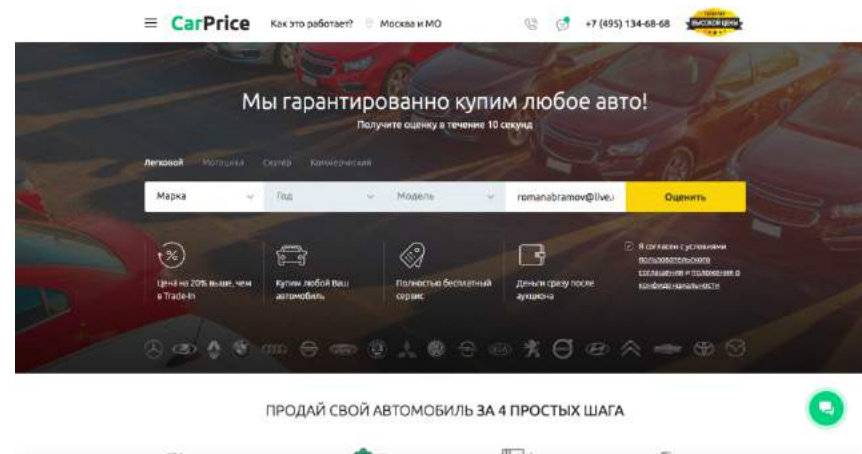 CarPrice
Как это работает?
Москва и МО
+7 (495) 134-68-68
ВЫСОКОЙ ЦЕНЫ
Мы гарантированно купим любое авто!
Получите оценку в течение 10 секунд
Легковой Мотоцикл Скутер Коммерческий
Марка Год Модель romanabramov@live. Оценить
Цена на 20% выше, чем
в Trade-In
Купим любой Ваш
автомобиль
Полностью бесплатный
сервис
Деньги сразу после
аукциона
Я согласен с условиями
пользовательского
соглашения и положения о
конфиденциальности
ПРОДАЙ СВОЙ АВТОМОБИЛЬ ЗА 4 ПРОСТЫХ ШАГА